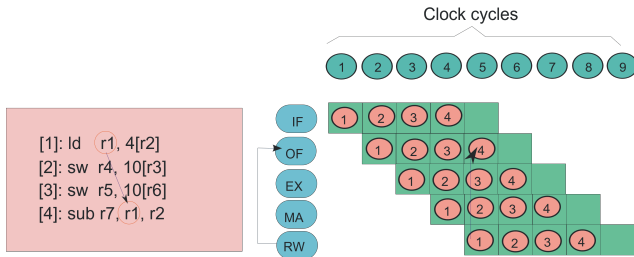 Clock cycles
1 2 3 4 5 6 7 8 9
[1]: ld r1, 4[r2]
[2]: sw r4, 10[r3]
[3]: sw r5, 10[r6]
[4]: sub r7, r1, r2
IF 1 2 3 4
OF 1 2 3 4
EX 1 2 3 4
MA 1 2 3 4
RW 1 2 3 4